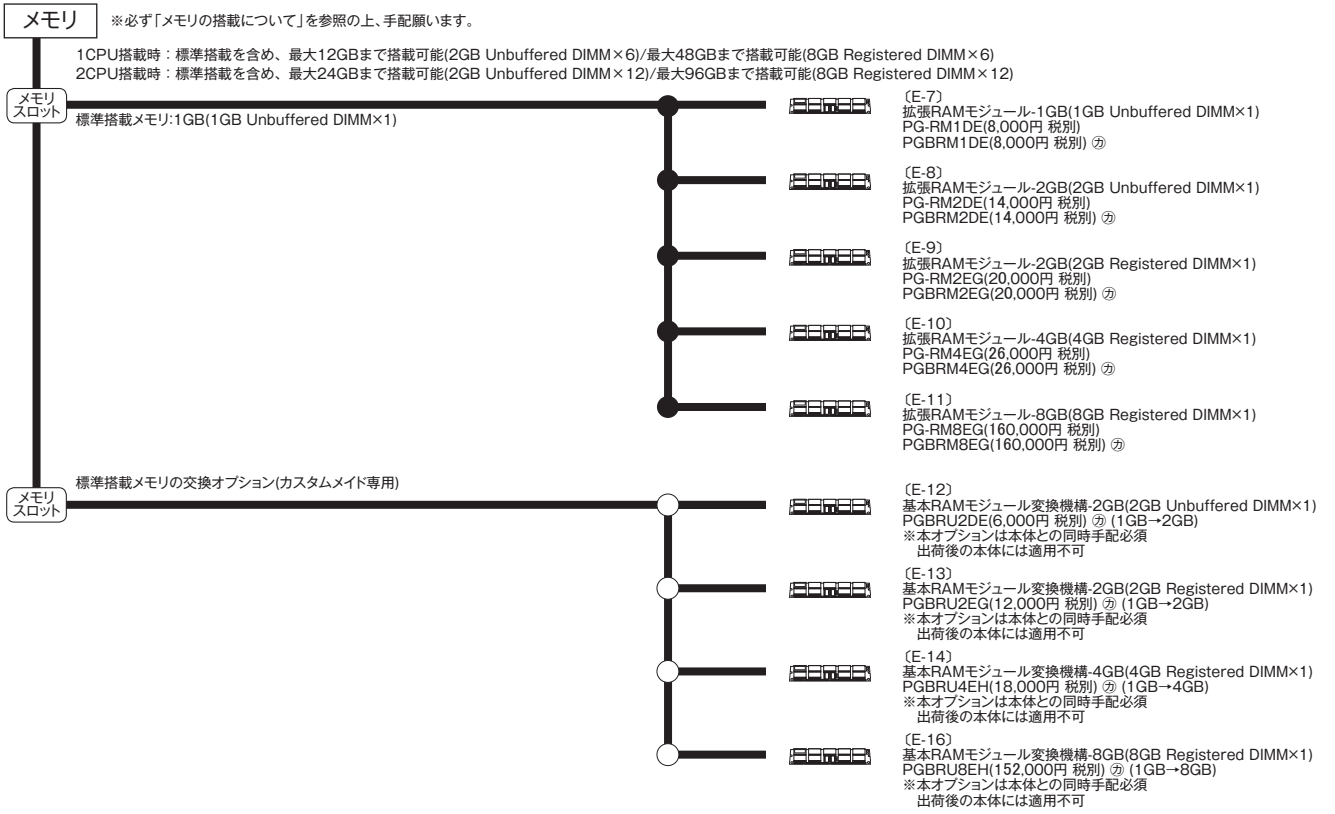 メモリ
※必ず「メモリの搭載について」を参照の上、手配願います。
1CPU搭載時：標準搭載を含め、最大12GBまで搭載可能(2GB Unbuffered DIMM×6)/最大48GBまで搭載可能(8GB Registered DIMM×6)
2CPU搭載時：標準搭載を含め、最大24GBまで搭載可能(2GB Unbuffered DIMM×12)/最大96GBまで搭載可能(8GB Registered DIMM×12)
メモリ
スロット
標準搭載メモリ:1GB(1GB Unbuffered DIMM×1)
〔E-7〕
拡張RAMモジュール-1GB(1GB Unbuffered DIMM×1)
PG-RM1DE(8,000円 税別)
PGBRM1DE(8,000円 税別) ㋕
〔E-8〕
拡張RAMモジュール-2GB(2GB Unbuffered DIMM×1)
PG-RM2DE(14,000円 税別)
PGBRM2DE(14,000円 税別) ㋕
〔E-9〕
拡張RAMモジュール-2GB(2GB Registered DIMM×1)
PG-RM2EG(20,000円 税別)
PGBRM2EG(20,000円 税別) ㋕
〔E-10〕
拡張RAMモジュール-4GB(4GB Registered DIMM×1)
PG-RM4EG(26,000円 税別)
PGBRM4EG(26,000円 税別) ㋕
〔E-11〕
拡張RAMモジュール-8GB(8GB Registered DIMM×1)
PG-RM8EG(160,000円 税別)
PGBRM8EG(160,000円 税別) ㋕
メモリ
スロット
標準搭載メモリの交換オプション(カスタムメイド専用)
〔E-12〕
基本RAMモジュール変換機構-2GB(2GB Unbuffered DIMM×1)
PGBRU2DE(6,000円 税別) ㋕ (1GB→2GB)
※本オプションは本体との同時手配必須
出荷後の本体には適用不可
〔E-13〕
基本RAMモジュール変換機構-2GB(2GB Registered DIMM×1)
PGBRU2EG(12,000円 税別) ㋕ (1GB→2GB)
※本オプションは本体との同時手配必須
出荷後の本体には適用不可
〔E-14〕
基本RAMモジュール変換機構-4GB(4GB Registered DIMM×1)
PGBRU4EH(18,000円 税別) ㋕ (1GB→4GB)
※本オプションは本体との同時手配必須
出荷後の本体には適用不可
〔E-16〕
基本RAMモジュール変換機構-8GB(8GB Registered DIMM×1)
PGBRU8EH(152,000円 税別) ㋕ (1GB→8GB)
※本オプションは本体との同時手配必須
出荷後の本体には適用不可